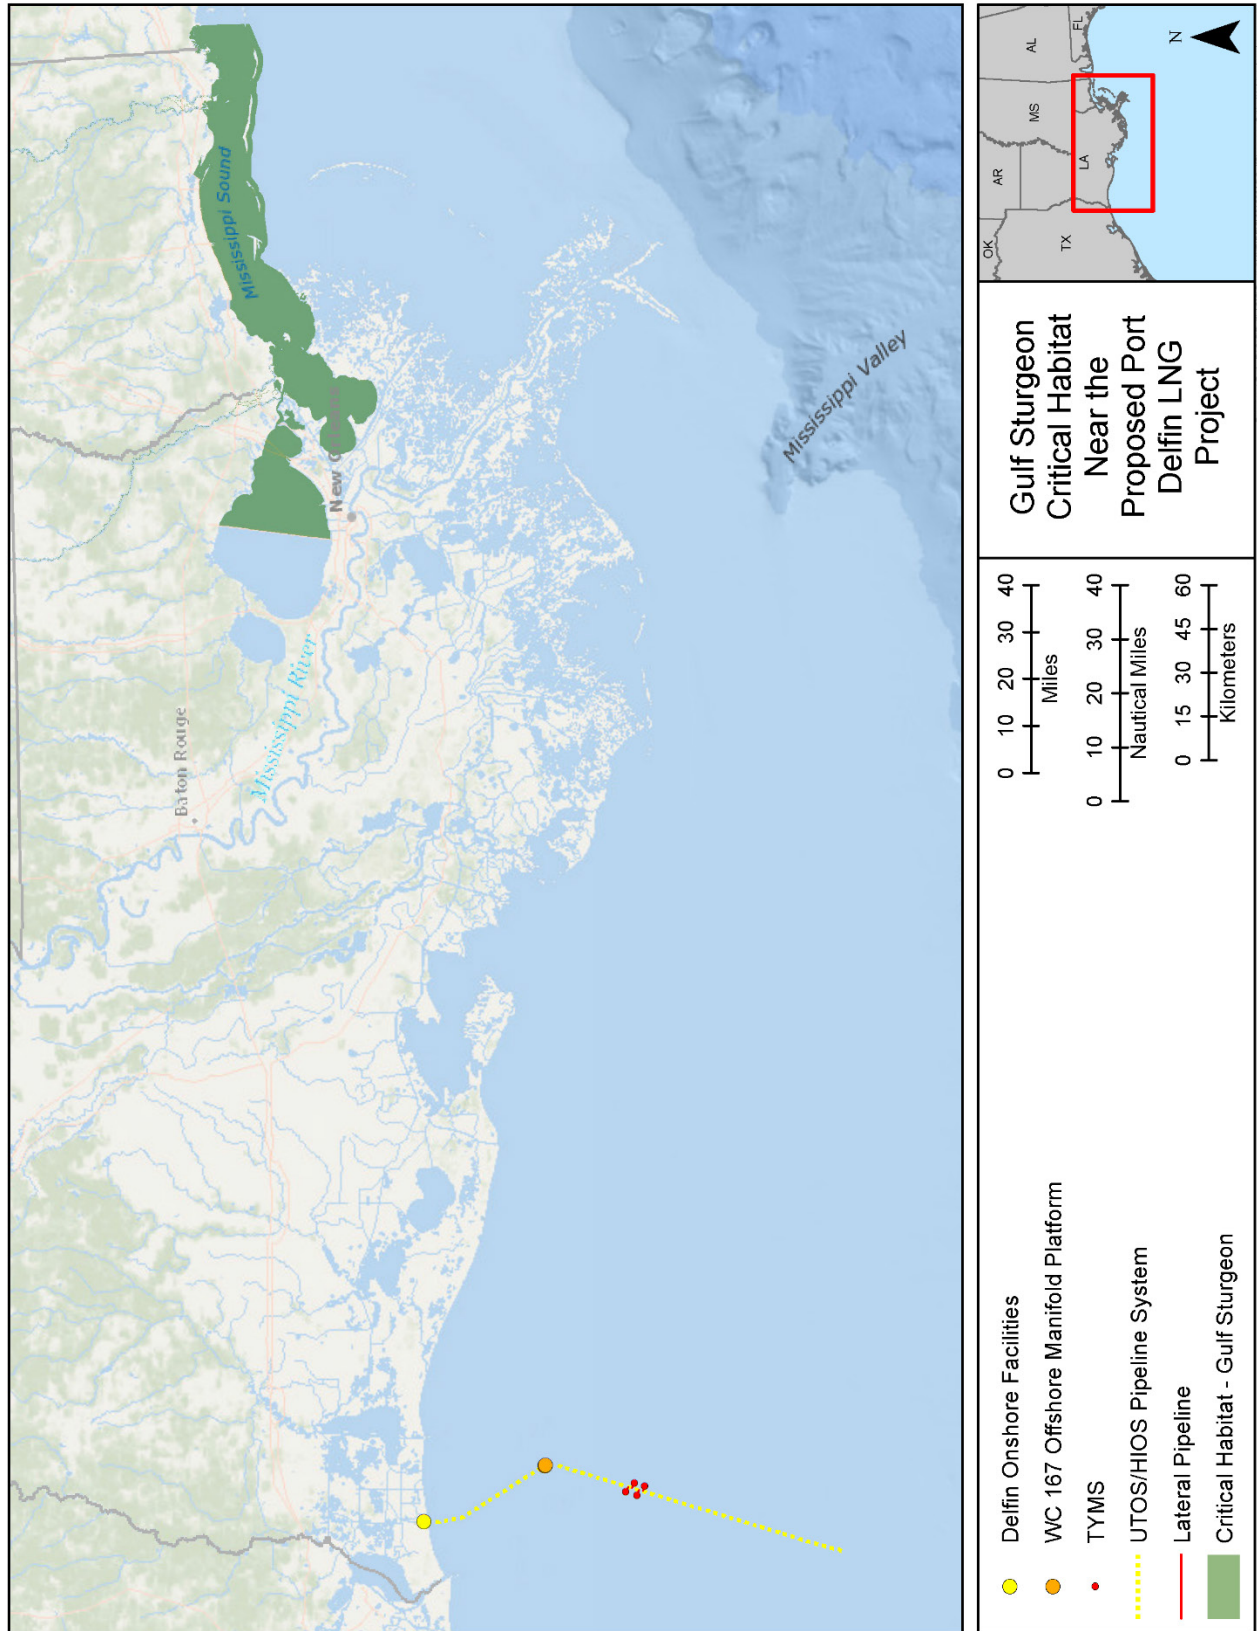 Baton Rouge
Mississippi River
New
Mississippi Sound
Mississippi Valley
Delfin Onshore Facilities
WC 167 Offshore Manifold Platform
TYMS
UTOS/HIOS Pipeline System
Lateral Pipeline
Critical Habitat - Gulf Sturgeon
0 10 20 30 40
Miles
0 10 20 30 40
Nautical Miles
0 15 30 45 60
Kilometers
Gulf Sturgeon
Critical Habitat
Near the
Proposed Port
Delfin LNG
Project
OK
AR
TX
LA
MS
AL
FL
N